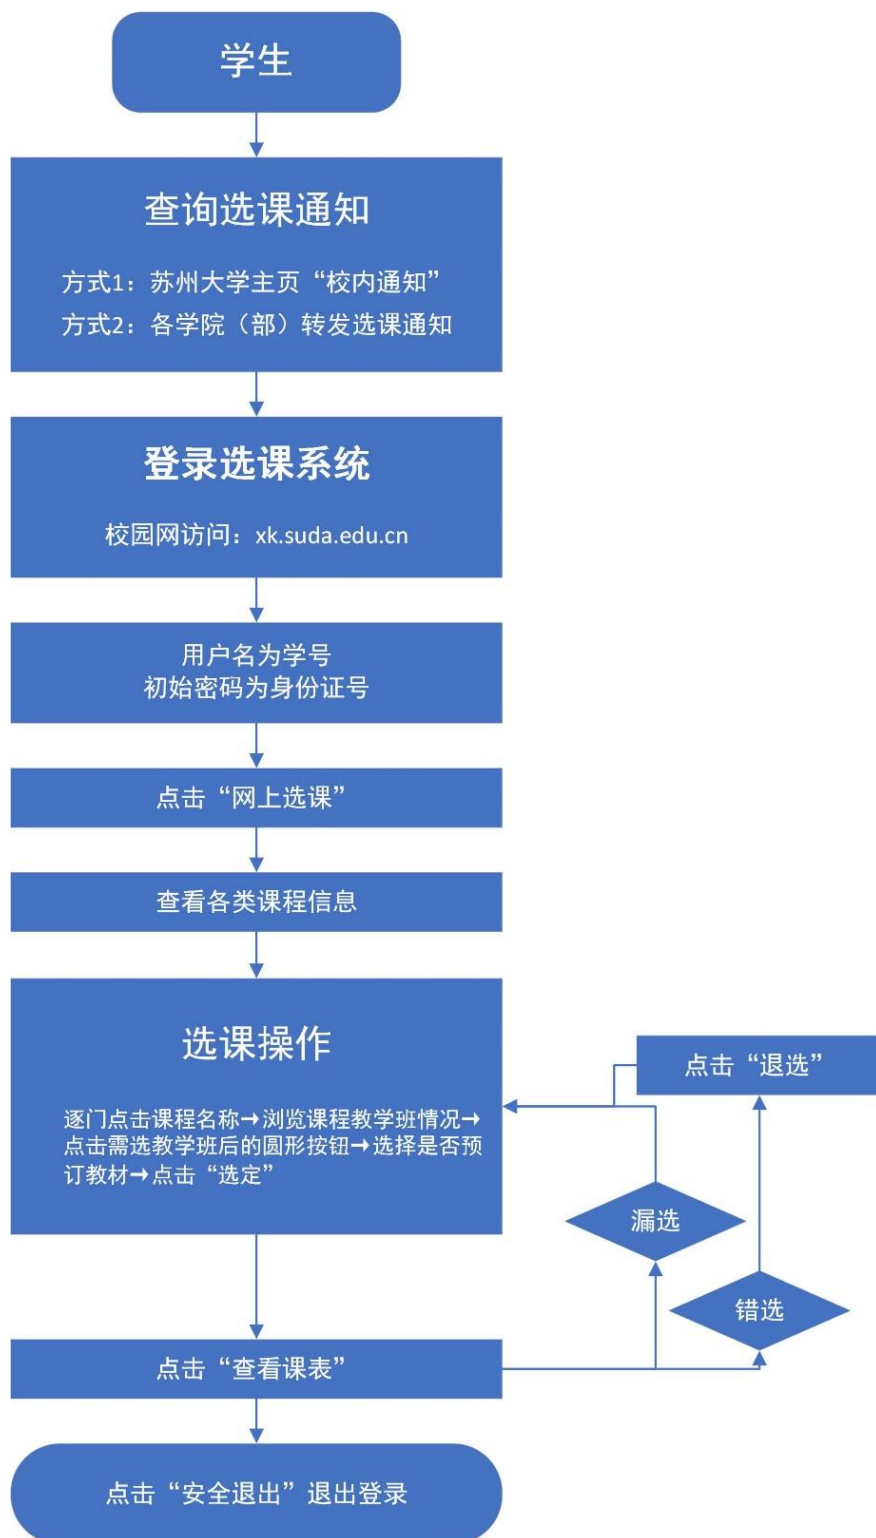 学生
查询选课通知
方式1：苏州大学主页“校内通知”
方式2：各学院（部）转发选课通知
登录选课系统
校园网访问：xk.suda.edu.cn
用户名为学号
初始密码为身份证号
点击“网上选课”
查看各类课程信息
选课操作
逐门点击课程名称→浏览课程教学班情况→
点击需选教学班后的圆形按钮→选择是否预
订教材→点击“选定”
点击“退选”
漏选
错选
点击“查看课表”
点击“安全退出”退出登录